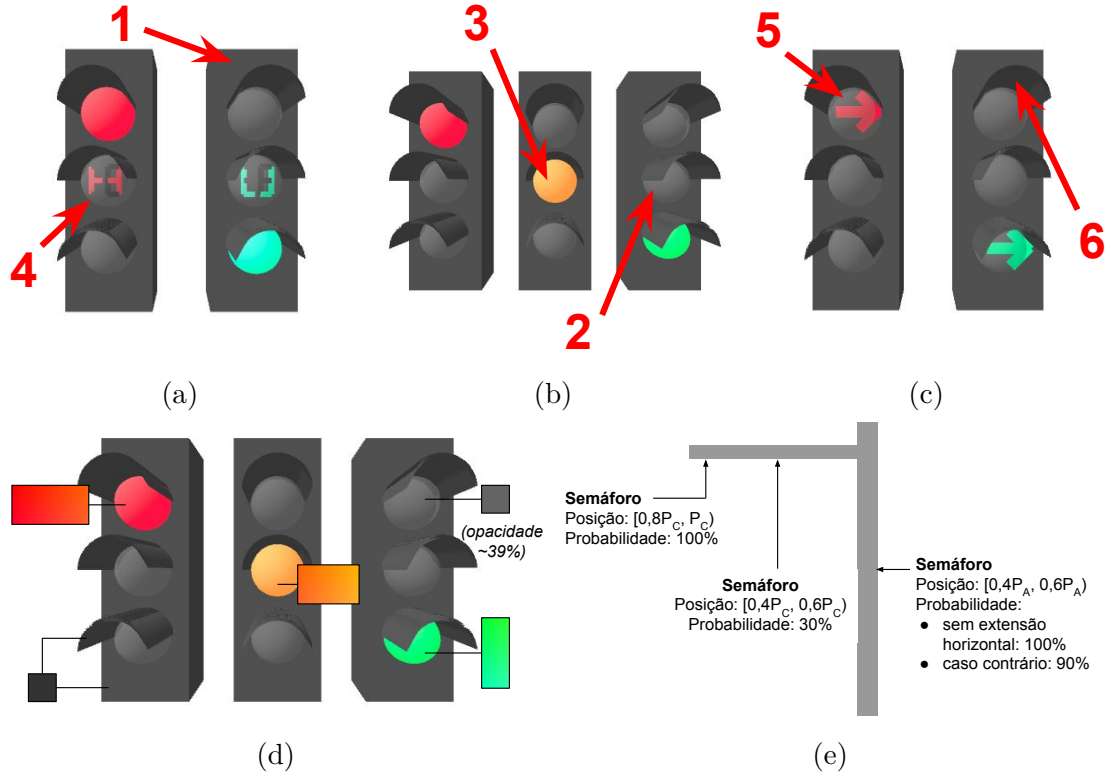 1
3
5
4
2
6
(a)
(b)
(c)
(opacidade
~39%)
(d)
Semáforo
Posição: [0,8P_C, P_C)
Probabilidade: 100%
Semáforo
Posição: [0,4P_C, 0,6P_C)
Probabilidade: 30%
Semáforo
Posição: [0,4P_A, 0,6P_A)
Probabilidade:
● sem extensão
horizontal: 100%
● caso contrário: 90%
(e)